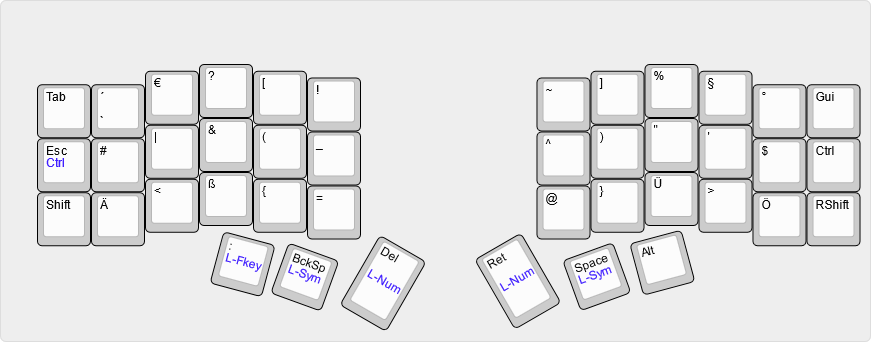 Tab ´ € ? [ ! ~ ] % § ° Gui
`
Esc # | & ( – ^ ) " ' $ Ctrl
Ctrl
Shift Ä < ß { = @ } Ü > Ö RShift
: BckSp Del Ret Space Alt
L-Fkey L-Sym L-Num L-Num L-Sym